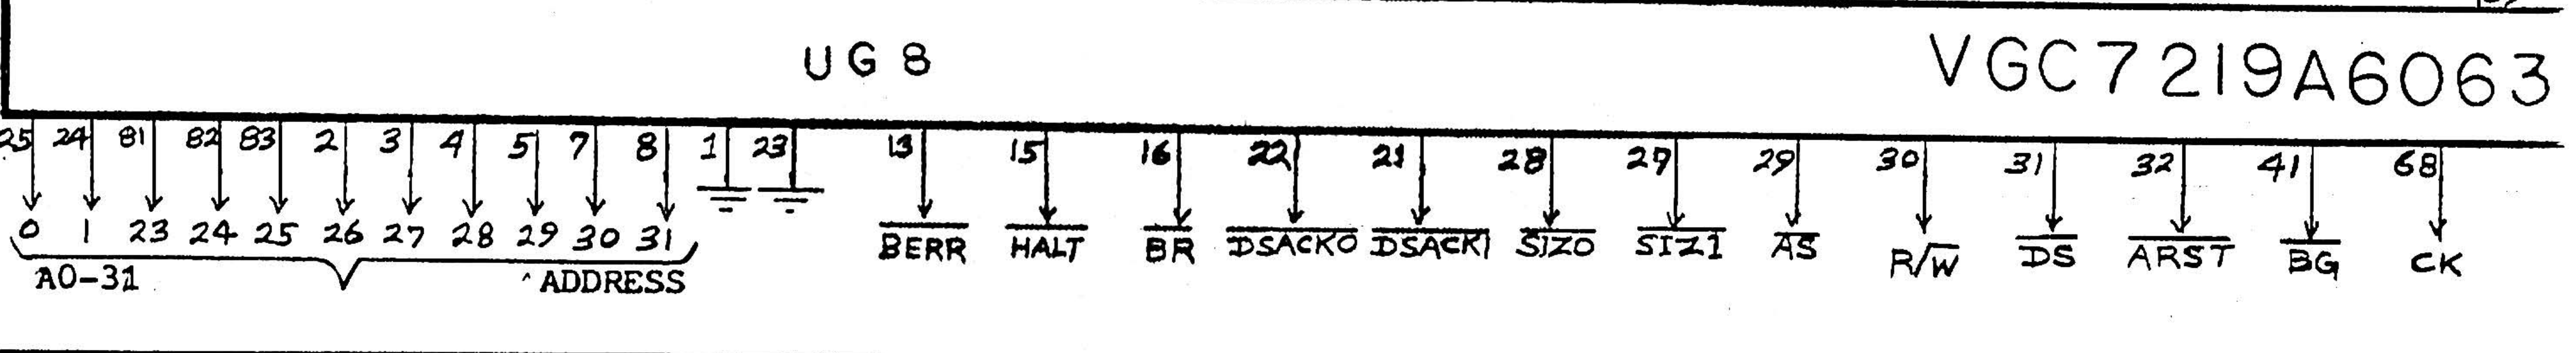 UG8 VGC7219A6063
25 24 81 82 83 2 3 4 5 7 8 1 23 13 15 16 22 21 28 27 29 30 31 32 41 68
0 1 23 24 25 26 27 28 29 30 31 BERR HALT BR DSACK0 DSACK1 SIZ0 SIZ1 AS R/W DS ARST BG CK
A0-31 ADDRESS